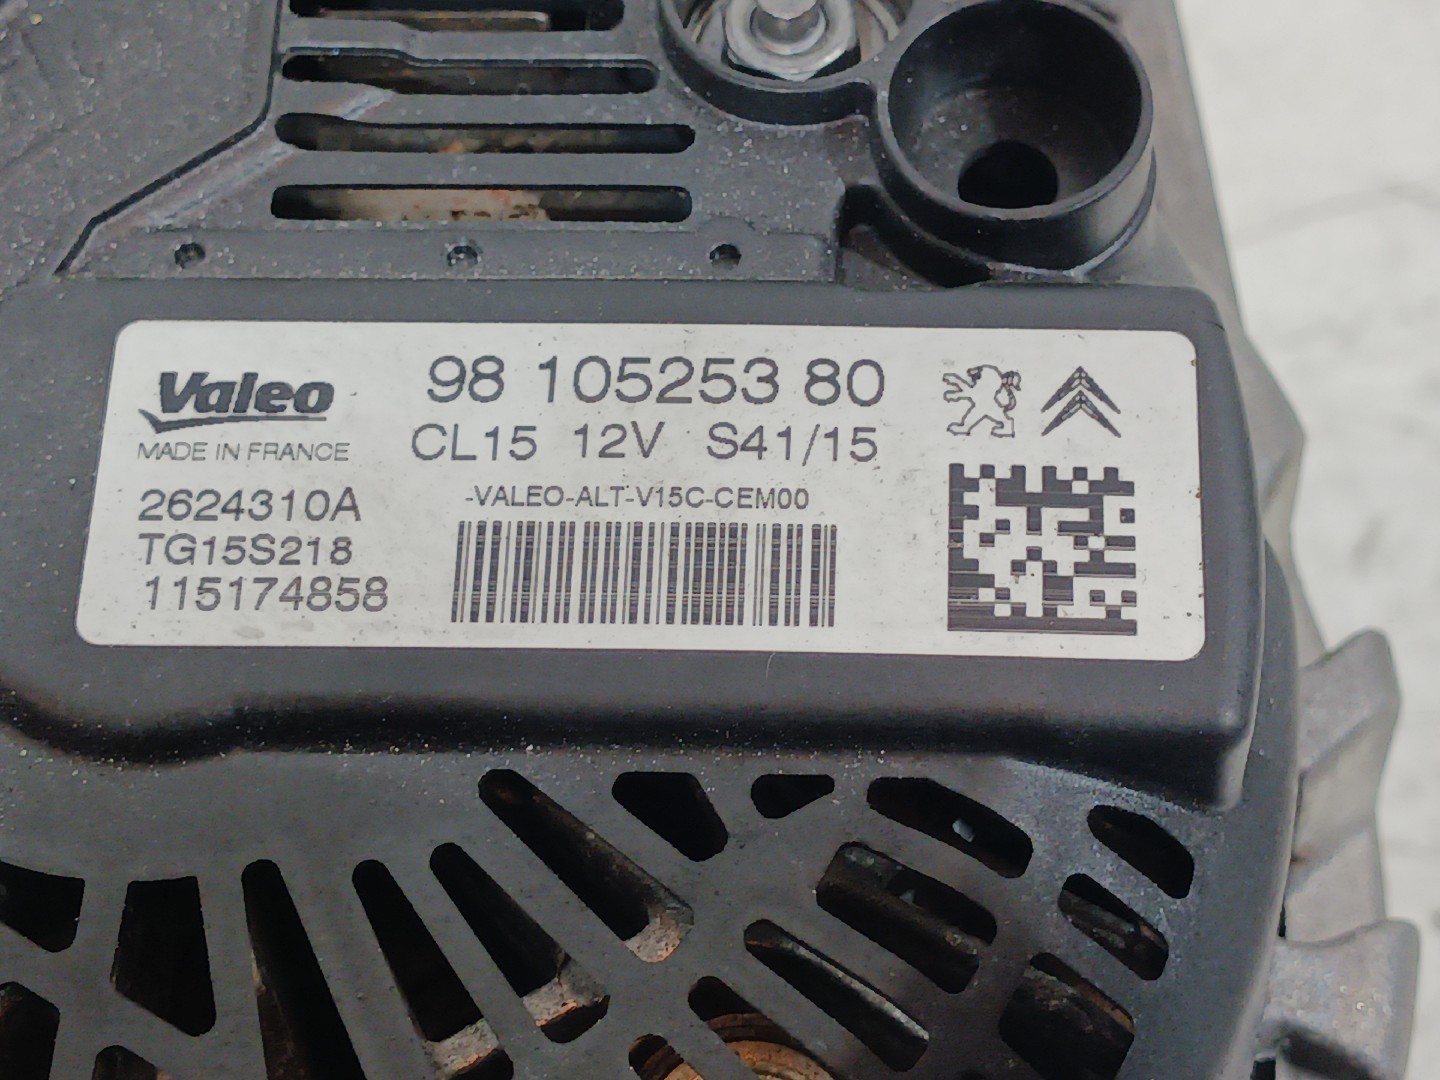 Valeo 98 105253 80
MADE IN FRANCE CL15 12V S41/15
2624310A -VALEO-ALT-V15C-CEM00
TG15S218
115174858